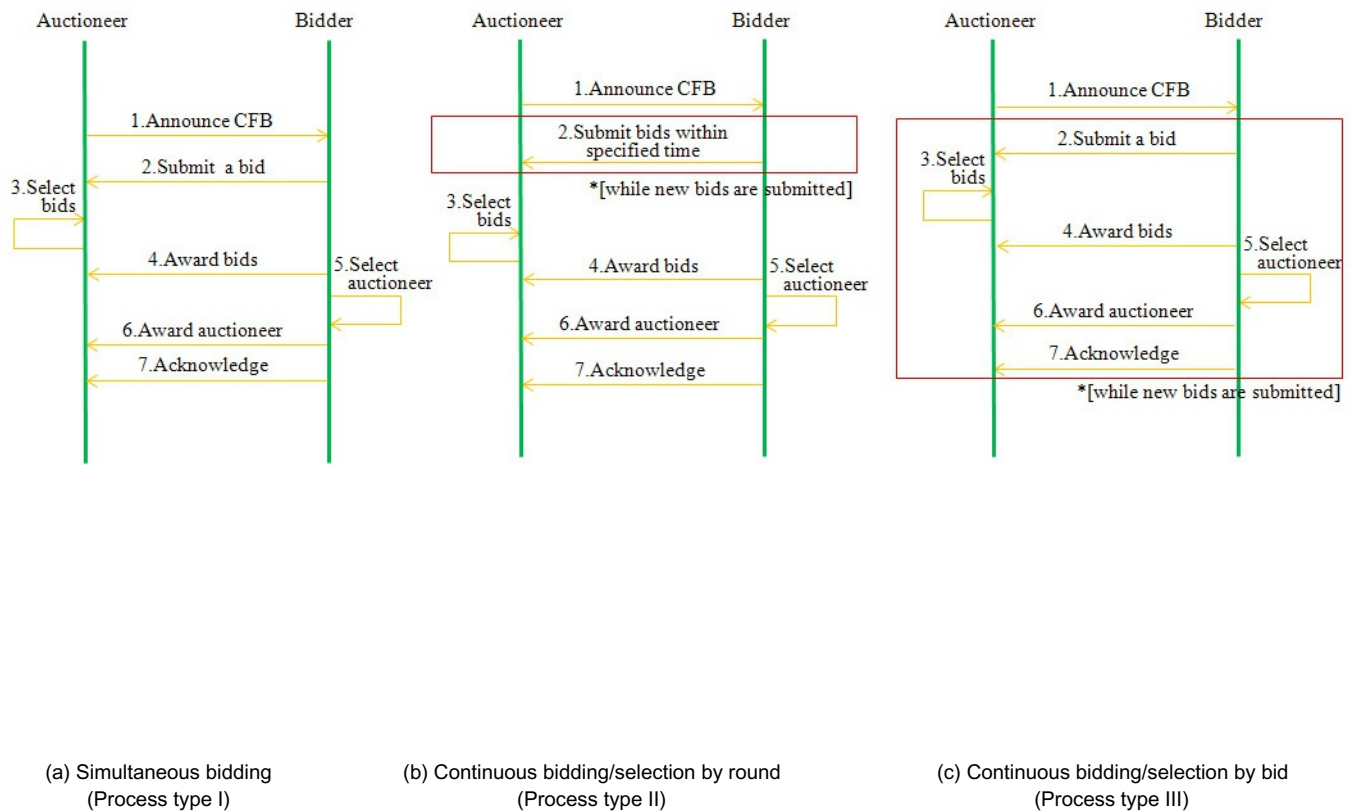 Auctioneer
Bidder
1.Announce CFB
2.Submit a bid
3.Select
bids
4.Award bids
5.Select
auctioneer
6.Award auctioneer
7.Acknowledge
Auctioneer
Bidder
1.Announce CFB
2.Submit bids within
specified time
*[while new bids are submitted]
3.Select
bids
4.Award bids
5.Select
auctioneer
6.Award auctioneer
7.Acknowledge
Auctioneer
Bidder
1.Announce CFB
2.Submit a bid
3.Select
bids
4.Award bids
5.Select
auctioneer
6.Award auctioneer
7.Acknowledge
*[while new bids are submitted]
(a) Simultaneous bidding
(Process type I)
(b) Continuous bidding/selection by round
(Process type II)
(c) Continuous bidding/selection by bid
(Process type III)